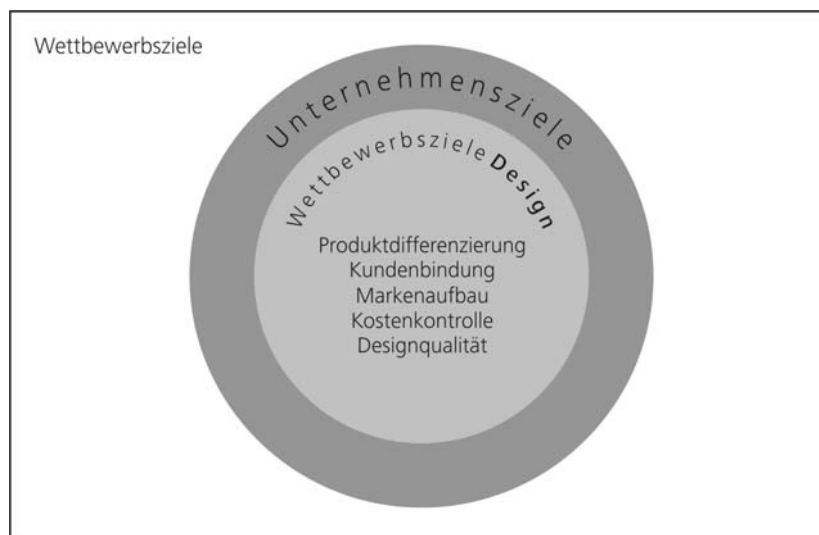 Wettbewerbsziele
Unternehmensziele
Wettbewerbsziele Design
Produktdifferenzierung
Kundenbindung
Markenaufbau
Kostenkontrolle
Designqualität